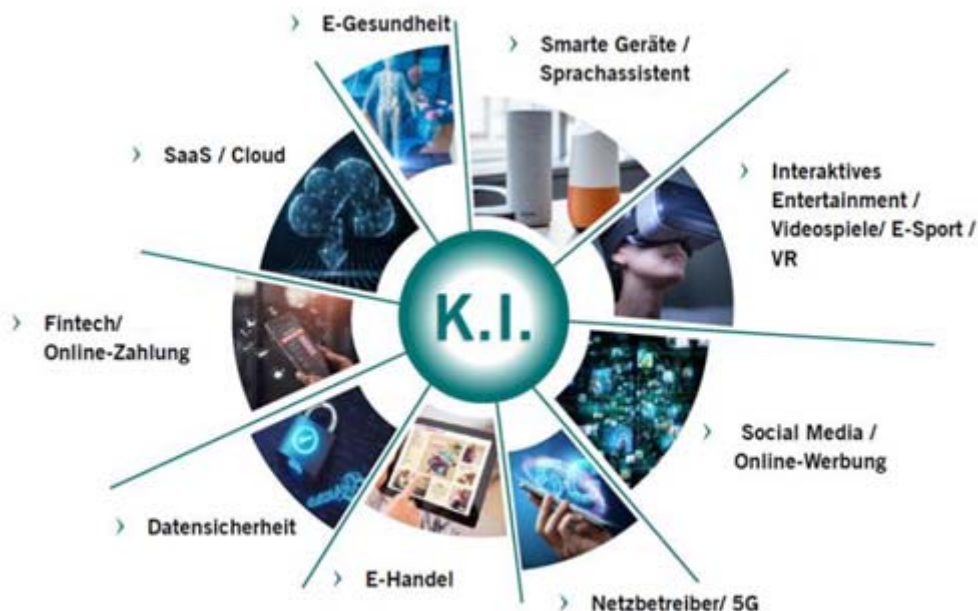 E-Gesundheit
Smarte Geräte /
Sprachassistent
SaaS / Cloud
Interaktives
Entertainment /
Videospiele/ E-Sport /
VR
K.I.
Fintech/
Online-Zahlung
Social Media /
Online-Werbung
Datensicherheit
E-Handel
Netzbetreiber/ 5G